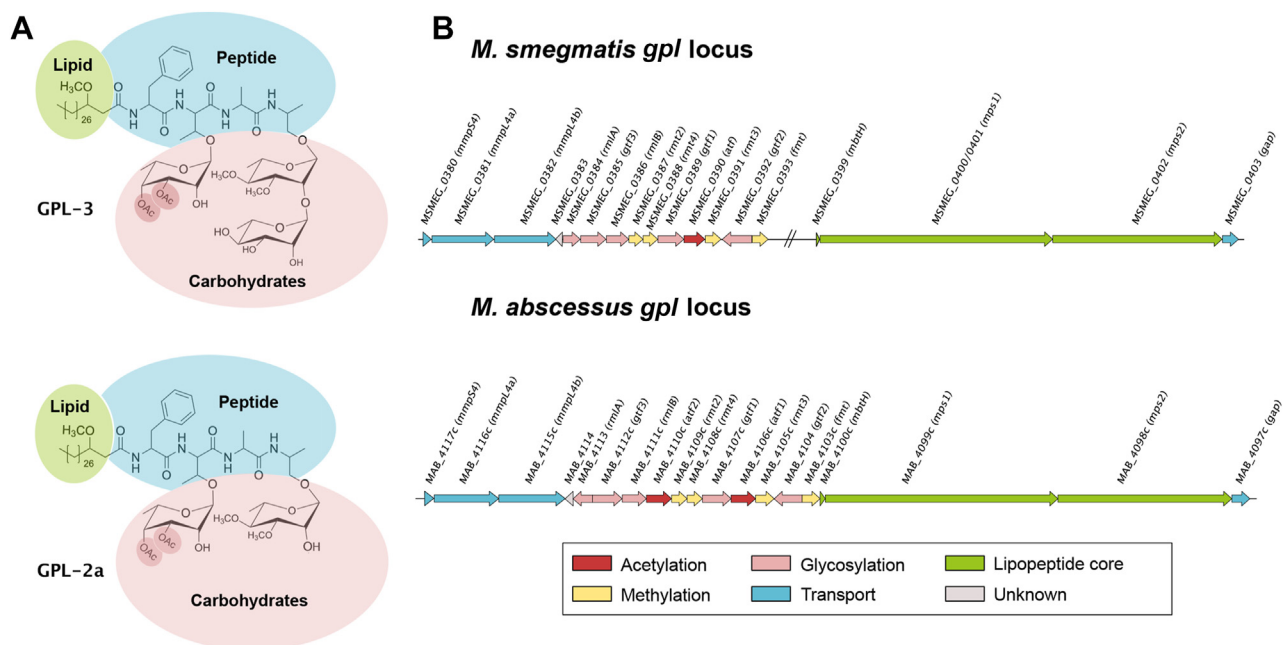 A
Lipid
Peptide
H₃CO
O
O
H
N
O
H
N
26
N
H
O
N
H
O
O
O
O
O
O
H₃CO
H₃CO
OAc
OAc
OH
O
GPL-3
O
HO
HO
OH
Carbohydrates
Lipid
Peptide
H₃CO
O
O
H
N
O
H
N
26
N
H
O
N
H
O
O
O
O
O
O
H₃CO
H₃CO
OAc
OAc
OH
OH
GPL-2a
Carbohydrates
B
M. smegmatis gpl locus
MSMEG_0380 (mmpS4)
MSMEG_0381 (mmpL4a)
MSMEG_0382 (mmpL4b)
MSMEG_0383
MSMEG_0384 (rmlA)
MSMEG_0385 (gtf3)
MSMEG_0386 (rmlB)
MSMEG_0387 (rmt2)
MSMEG_0388 (rmt4)
MSMEG_0389 (gtf1)
MSMEG_0390 (atf)
MSMEG_0391 (rmt3)
MSMEG_0392 (gtf2)
MSMEG_0393 (fmt)
MSMEG_0399 (mbtH)
MSMEG_0400/0401 (mps1)
MSMEG_0402 (mps2)
MSMEG_0403 (gap)
M. abscessus gpl locus
MAB_4117c (mmpS4)
MAB_4116c (mmpL4a)
MAB_4115c (mmpL4b)
MAB_4114
MAB_4113 (rmlA)
MAB_4112c (gtf3)
MAB_4111c (rmlB)
MAB_4110c (atf2)
MAB_4109c (rmt2)
MAB_4108c (rmt4)
MAB_4107c (gtf1)
MAB_4106c (atf1)
MAB_4105c (rmt3)
MAB_4104 (gtf2)
MAB_4103c (fmt)
MAB_4100c (mbtH)
MAB_4099c (mps1)
MAB_4098c (mps2)
MAB_4097c (gap)
Acetylation
Glycosylation
Lipopeptide core
Methylation
Transport
Unknown